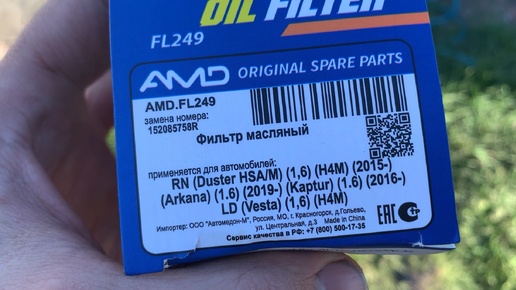 OIL FILTER
FL249
AMD ORIGINAL SPARE PARTS
AMD.FL249
замена номера:
152085758R
Фильтр масляный
применяется для автомобилей:
RN (Duster HSA/M) (1,6) (H4M) (2015-)
(Arkana) (1.6) (2019-) (Kaptur) (1.6) (2016-)
LD (Vesta) (1,6) (H4M)
Импортер: ООО "Автомедон-М", Россия, МО, г. Красногорск, д.Гольево,
ул. Центральная, д.3 Made in China
Сервис качества в РФ: +7 (800) 500-17-35
EAC